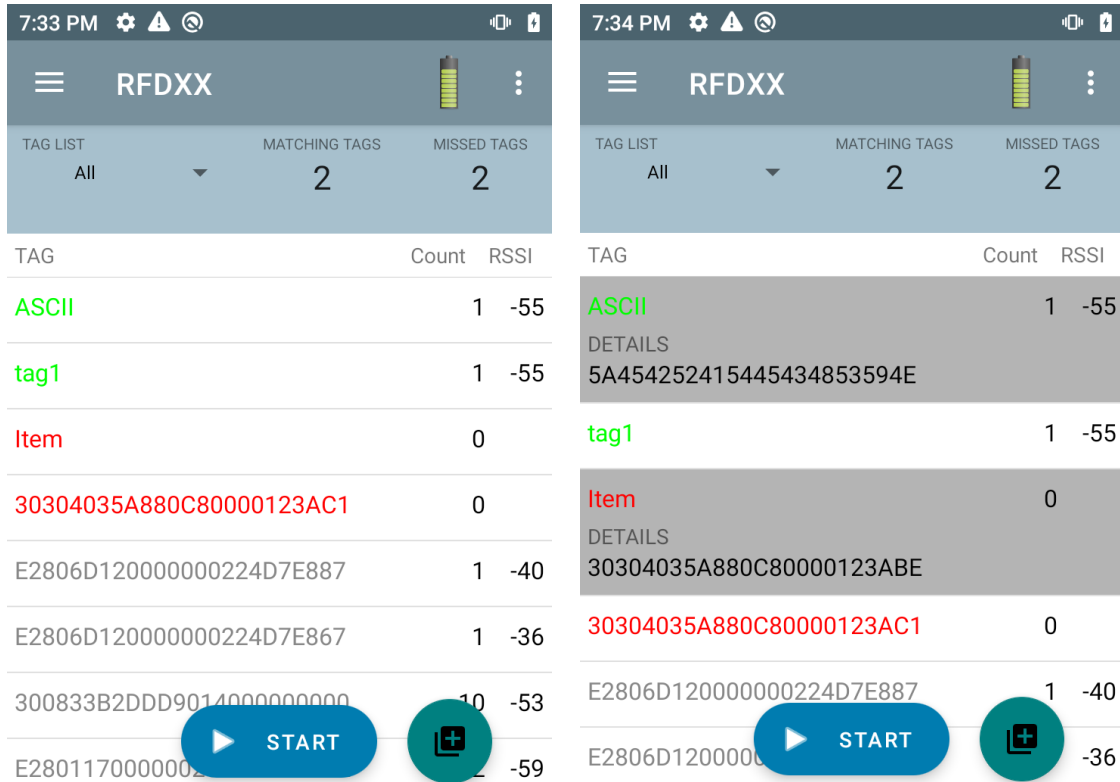 7:33 PM
RFDXX
TAG LIST MATCHING TAGS MISSED TAGS
All 2 2
TAG Count RSSI
ASCII 1 -55
tag1 1 -55
Item 0
30304035A880C80000123AC1 0
E2806D120000000224D7E887 1 -40
E2806D120000000224D7E867 1 -36
300833B2DDD9014000000000 10 -53
START
-59
7:34 PM
RFDXX
TAG LIST MATCHING TAGS MISSED TAGS
All 2 2
TAG Count RSSI
ASCII 1 -55
DETAILS
5A454252415445434853594E
tag1 1 -55
Item 0
DETAILS
30304035A880C80000123ABE
30304035A880C80000123AC1 0
E2806D120000000224D7E887 1 -40
START
-36